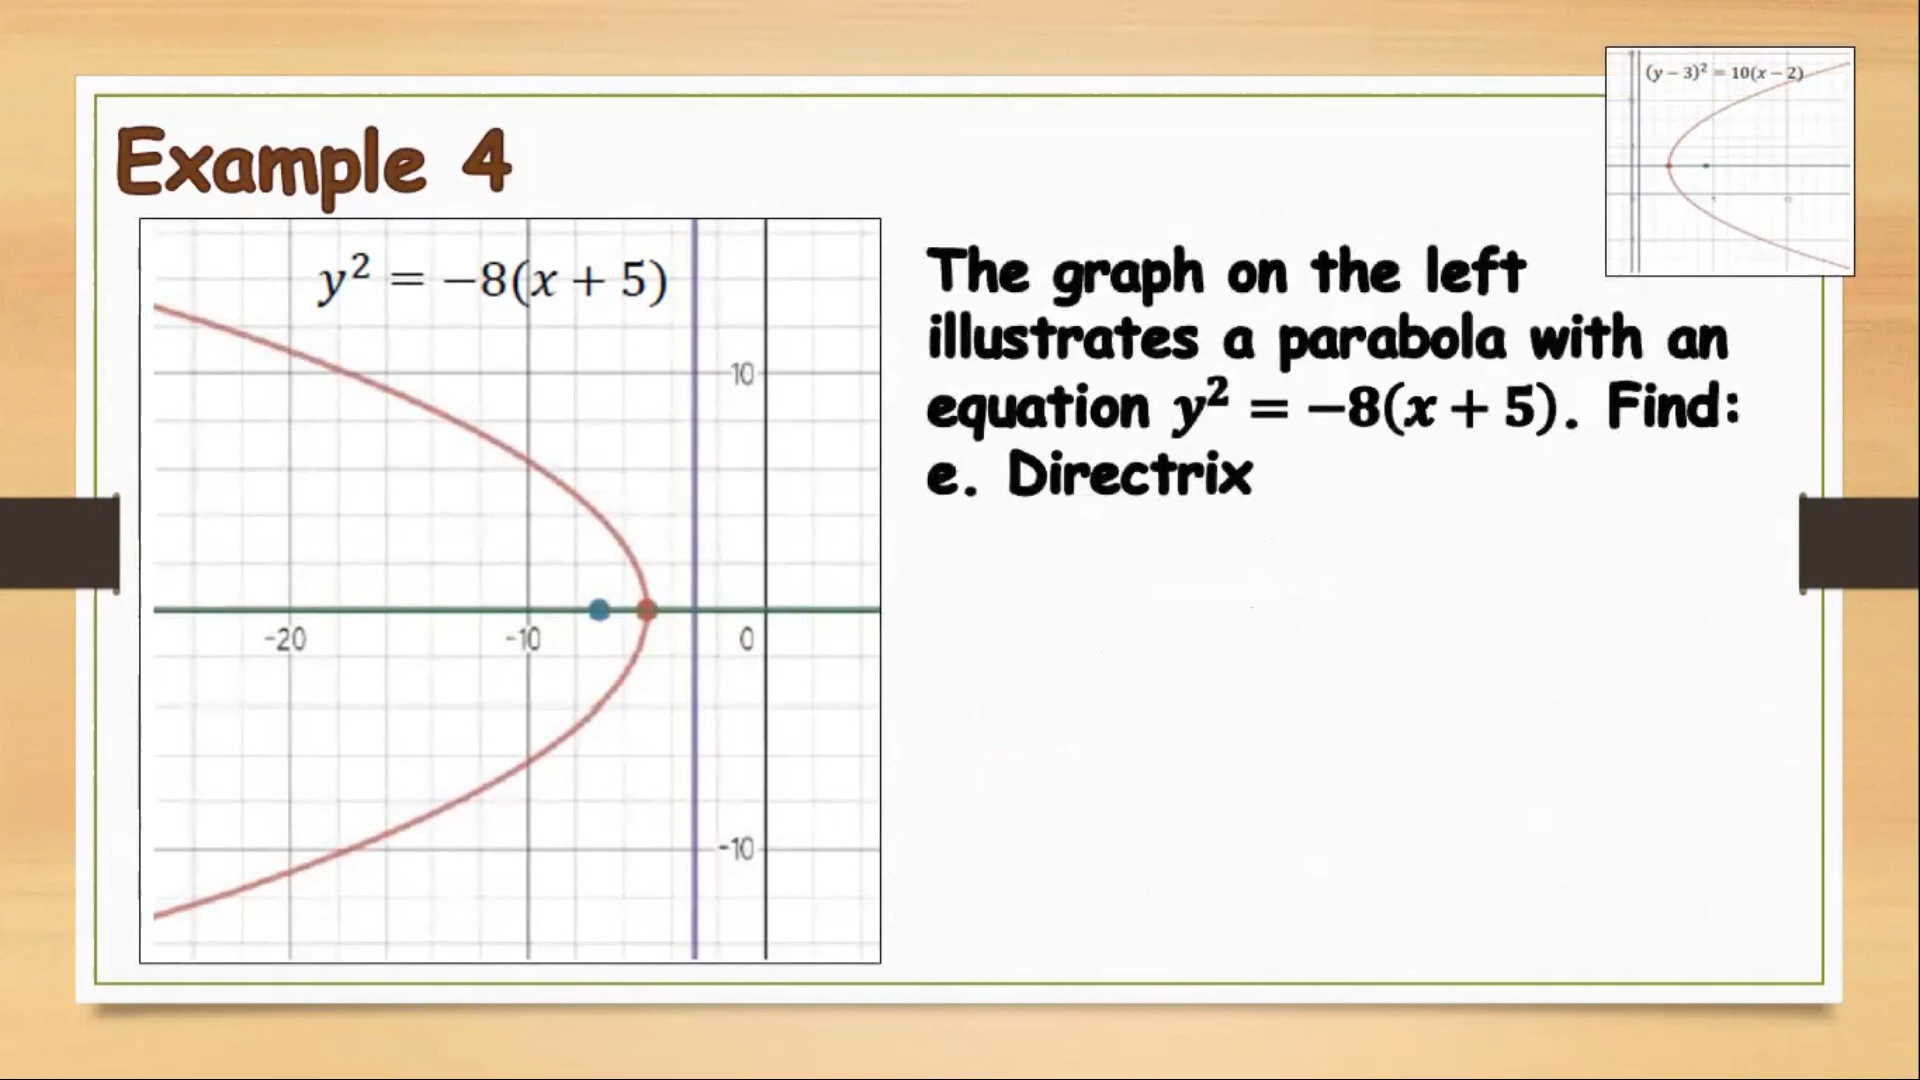 (y − 3)² = 10(x − 2)
Example 4
y² = −8(x + 5)
10
-20
-10
0
-10
The graph on the left
illustrates a parabola with an
equation y² = −8(x + 5). Find:
e. Directrix